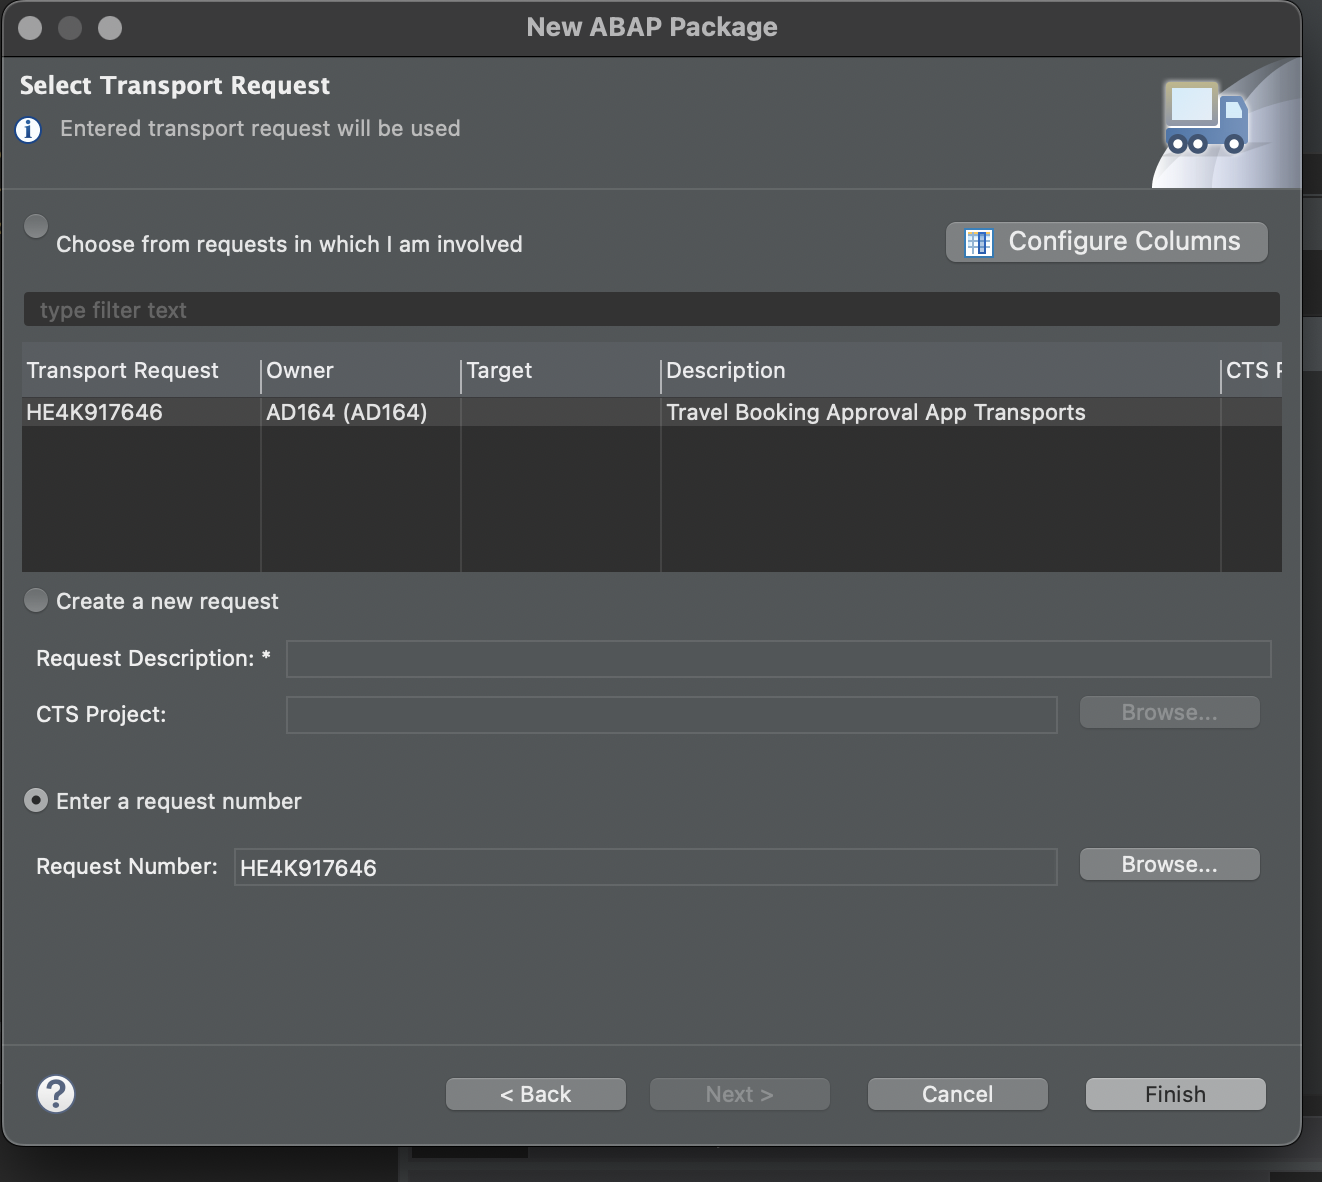 New ABAP Package
Select Transport Request
Entered transport request will be used
Choose from requests in which I am involved
Configure Columns
type filter text
Transport Request Owner Target Description CTS
HE4K917646 AD164 (AD164) Travel Booking Approval App Transports
Create a new request
Request Description: *
CTS Project:
Browse...
Enter a request number
Request Number: HE4K917646 Browse...
< Back Next > Cancel Finish